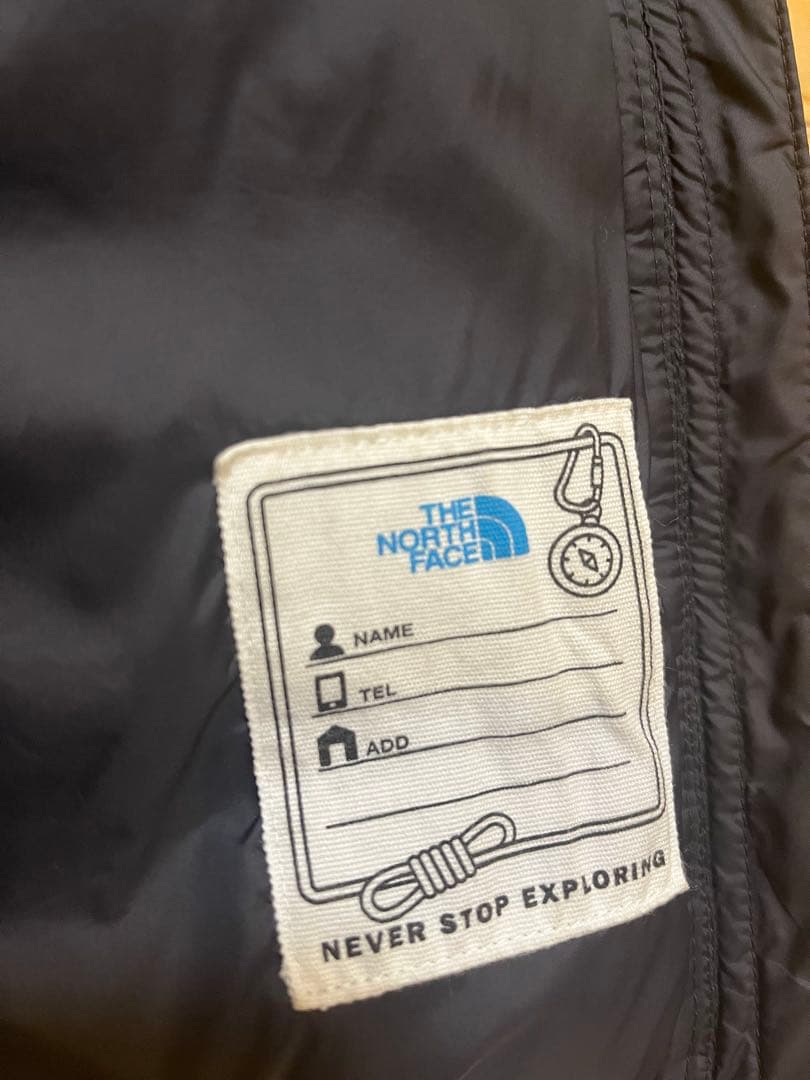 THE
NORTH
FACE
NAME
TEL
ADD
NEVER STOP EXPLORING